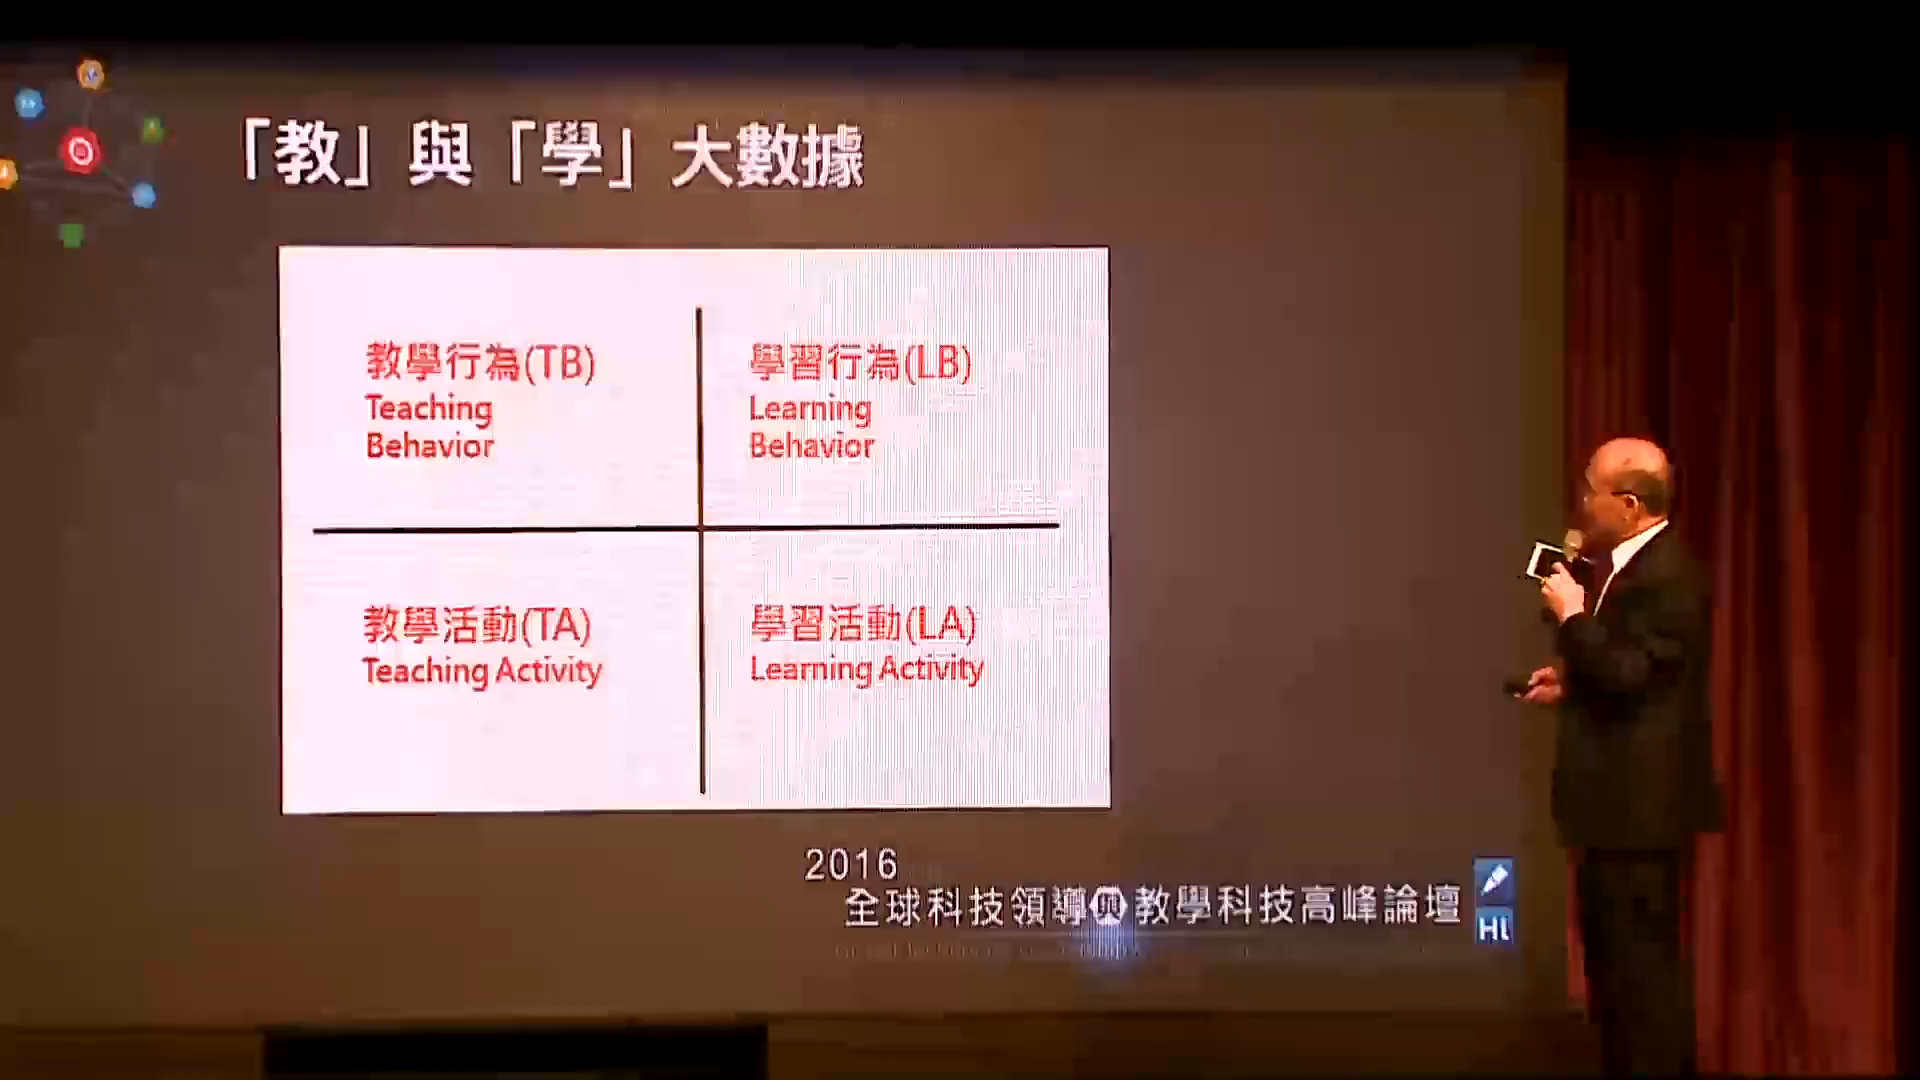 「教」與「學」大數據
教學行為(TB)
Teaching
Behavior
學習行為(LB)
Learning
Behavior
教學活動(TA)
Teaching Activity
學習活動(LA)
Learning Activity
2016
全球科技領導與教學科技高峰論壇